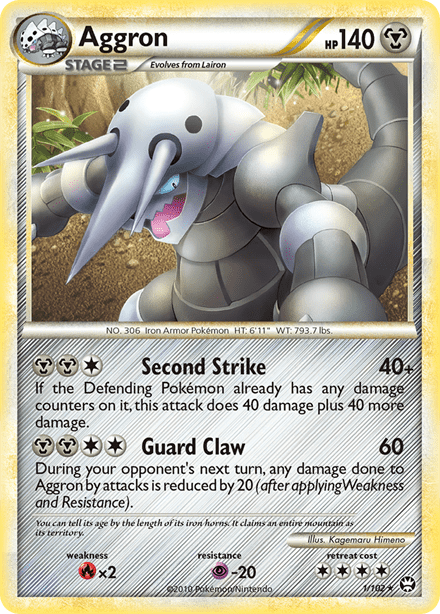 Aggron
HP140
STAGE2 Evolves from Lairon
NO. 306 Iron Armor Pokémon HT: 6'11" WT: 793.7 lbs.
Second Strike 40+
If the Defending Pokémon already has any damage
counters on it, this attack does 40 damage plus 40 more
damage.
Guard Claw 60
During your opponent's next turn, any damage done to
Aggron by attacks is reduced by 20 (after applying Weakness
and Resistance).
You can tell its age by the length of its iron horns. It claims an entire mountain as
its territory.
Illus. Kagemaru Himeno
weakness resistance retreat cost
×2 -20
©2010 Pokémon/Nintendo 1/102★